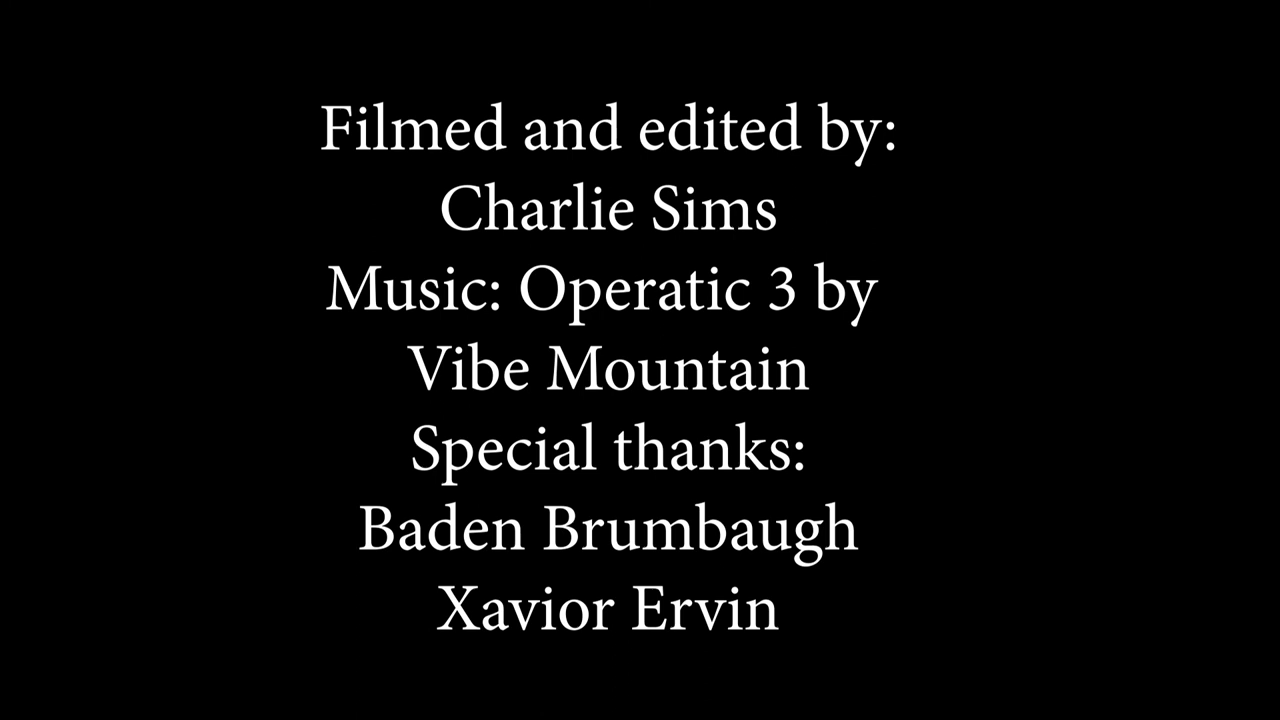 Filmed and edited by:
Charlie Sims
Music: Operatic 3 by
Vibe Mountain
Special thanks:
Baden Brumbaugh
Xavior Ervin